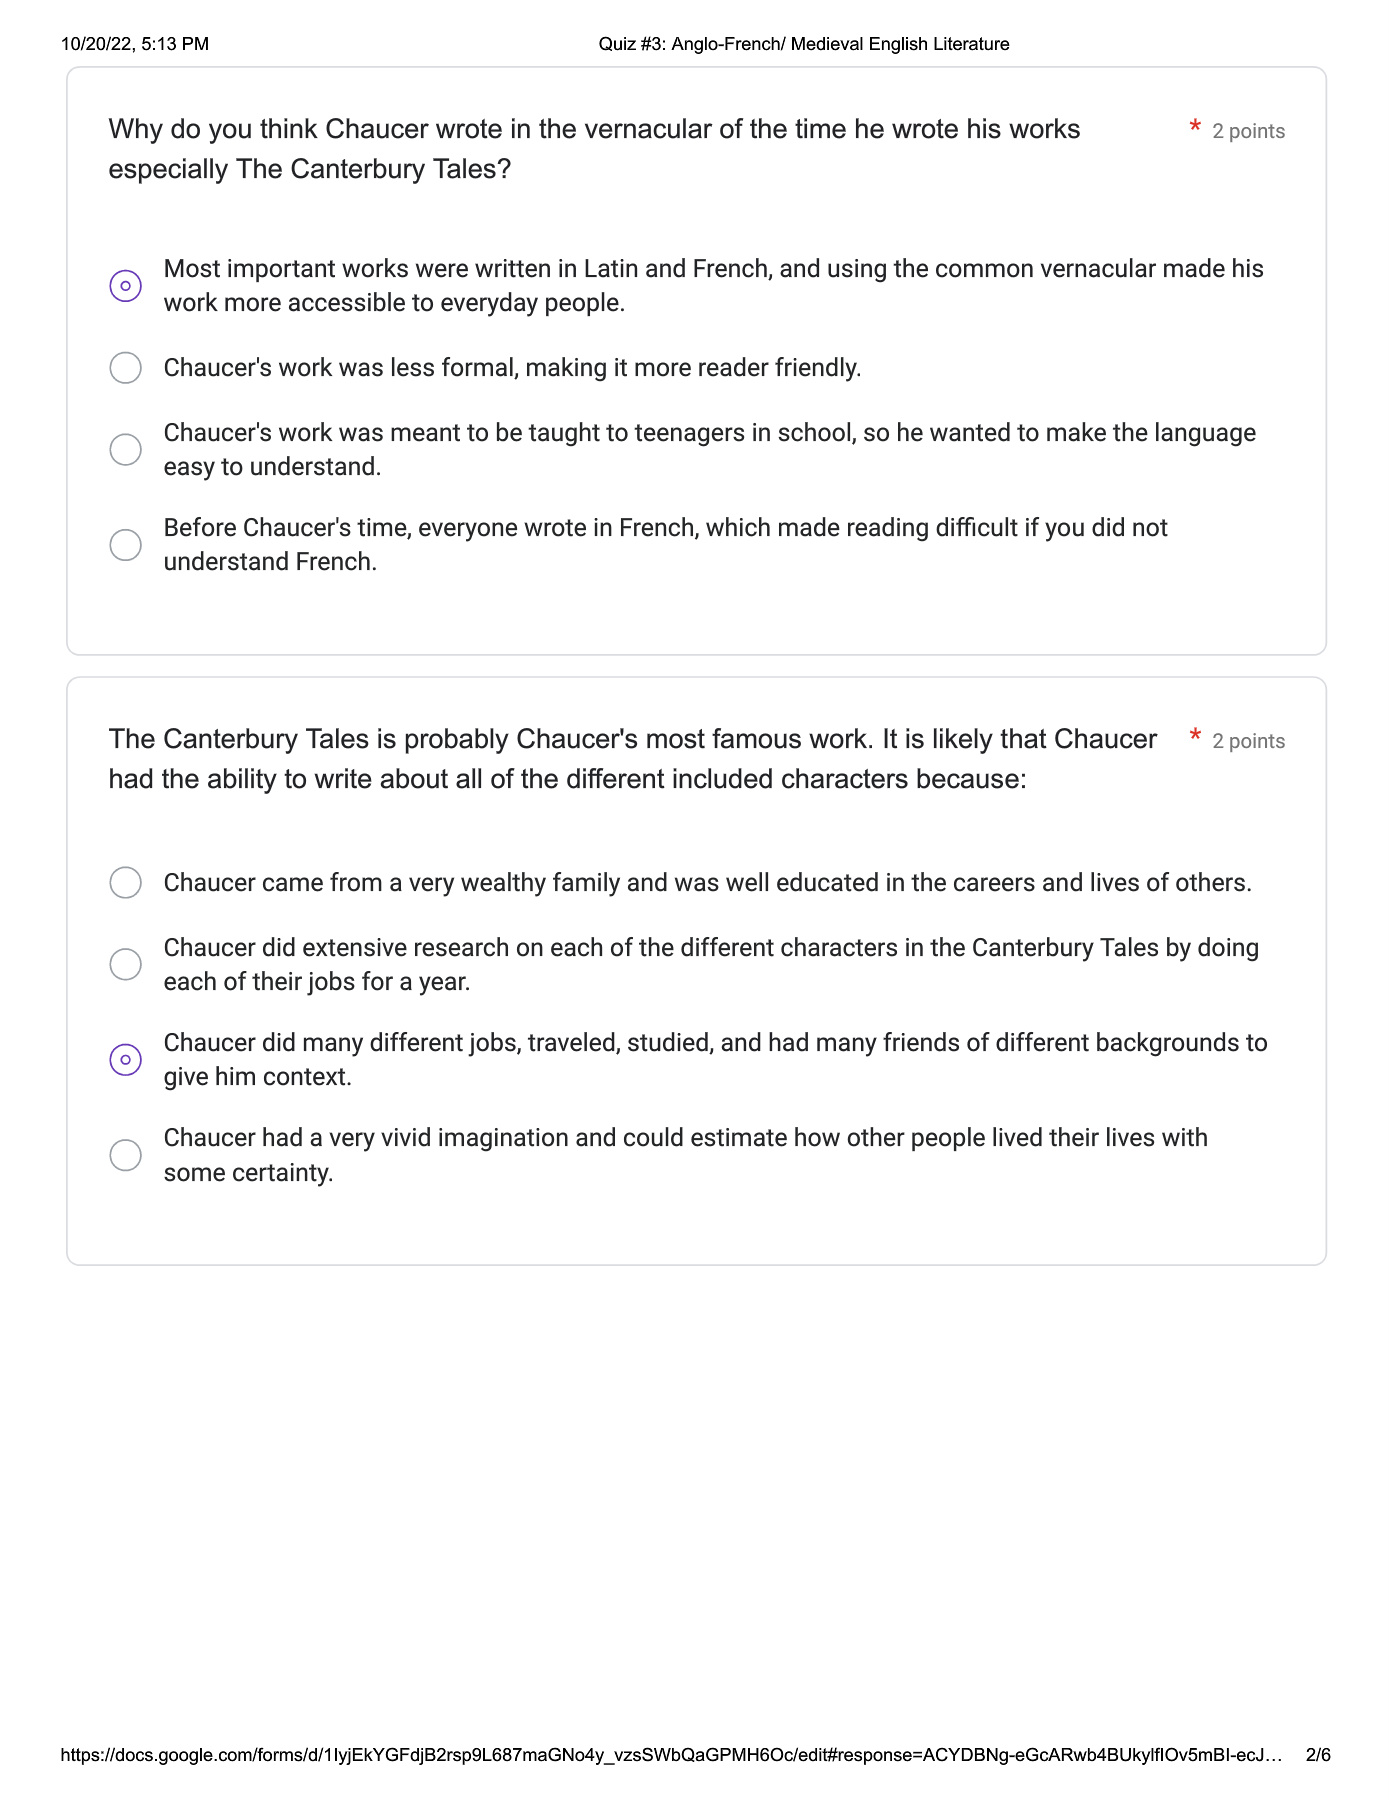 10/20/22, 5:13 PM
Quiz #3: Anglo-French/ Medieval English Literature
Why do you think Chaucer wrote in the vernacular of the time he wrote his works
* 2 points
especially The Canterbury Tales?
Most important works were written in Latin and French, and using the common vernacular made his
work more accessible to everyday people.
Chaucer's work was less formal, making it more reader friendly.
Chaucer's work was meant to be taught to teenagers in school, so he wanted to make the language
easy to understand.
Before Chaucer's time, everyone wrote in French, which made reading difficult if you did not
understand French.
The Canterbury Tales is probably Chaucer's most famous work. It is likely that Chaucer
* 2 points
had the ability to write about all of the different included characters because:
Chaucer came from a very wealthy family and was well educated in the careers and lives of others.
Chaucer did extensive research on each of the different characters in the Canterbury Tales by doing
each of their jobs for a year.
Chaucer did many different jobs, traveled, studied, and had many friends of different backgrounds to
give him context.
Chaucer had a very vivid imagination and could estimate how other people lived their lives with
some certainty.
https://docs.google.com/forms/d/1IyjEkYGFdjB2rsp9L687maGNo4y_vzsSWbQaGPMH6Oc/edit#response=ACYDBNg-eGcARwb4BUkylfIOv5mBI-ecJ…
2/6